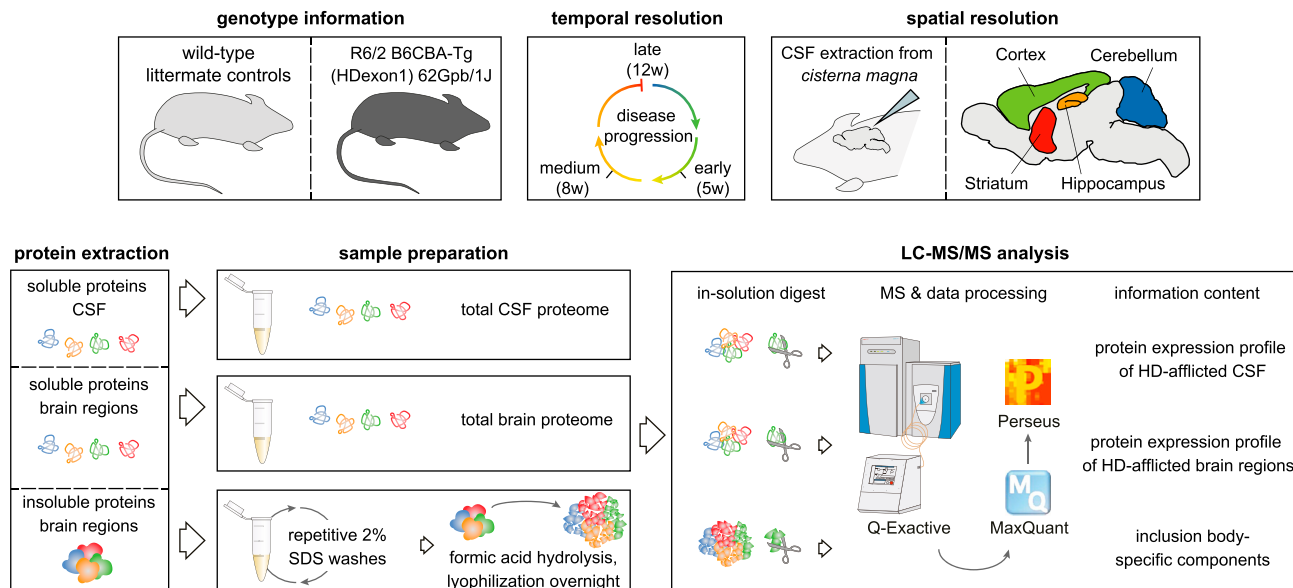 genotype information
wild-type
littermate controls
R6/2 B6CBA-Tg
(HDexon1) 62Gpb/1J
temporal resolution
late
(12w)
disease
progression
medium
(8w)
early
(5w)
spatial resolution
CSF extraction from
cisterna magna
Cortex
Cerebellum
Striatum
Hippocampus
protein extraction
soluble proteins
CSF
soluble proteins
brain regions
insoluble proteins
brain regions
sample preparation
total CSF proteome
total brain proteome
repetitive 2%
SDS washes
formic acid hydrolysis,
lyophilization overnight
LC-MS/MS analysis
in-solution digest
MS & data processing
information content
P
Perseus
Q-Exactive
MQ
MaxQuant
protein expression profile
of HD-afflicted CSF
protein expression profile
of HD-afflicted brain regions
inclusion body-
specific components